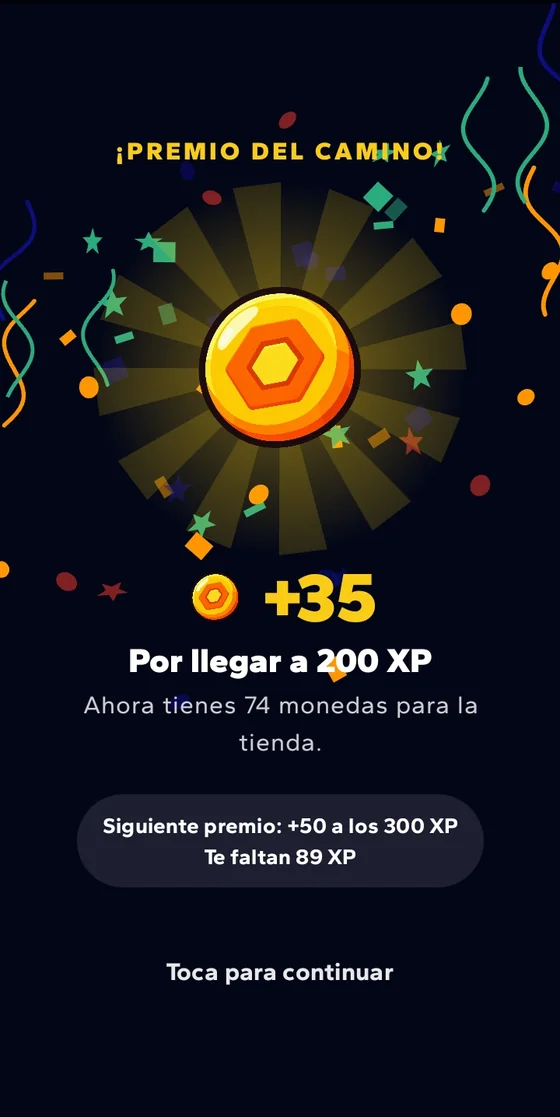 ¡PREMIO DEL CAMINO!
+35
Por llegar a 200 XP
Ahora tienes 74 monedas para la
tienda.
Siguiente premio: +50 a los 300 XP
Te faltan 89 XP
Toca para continuar